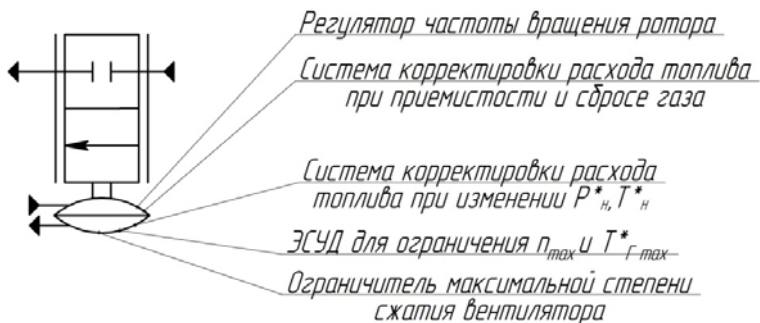 Регулятор частоты вращения ротора
Система корректировки расхода топлива
при приемистости и сбросе газа
Система корректировки расхода
топлива при изменении P*н, T*н
ЭСУД для ограничения nmax и T*Г max
Ограничитель максимальной степени
сжатия вентилятора